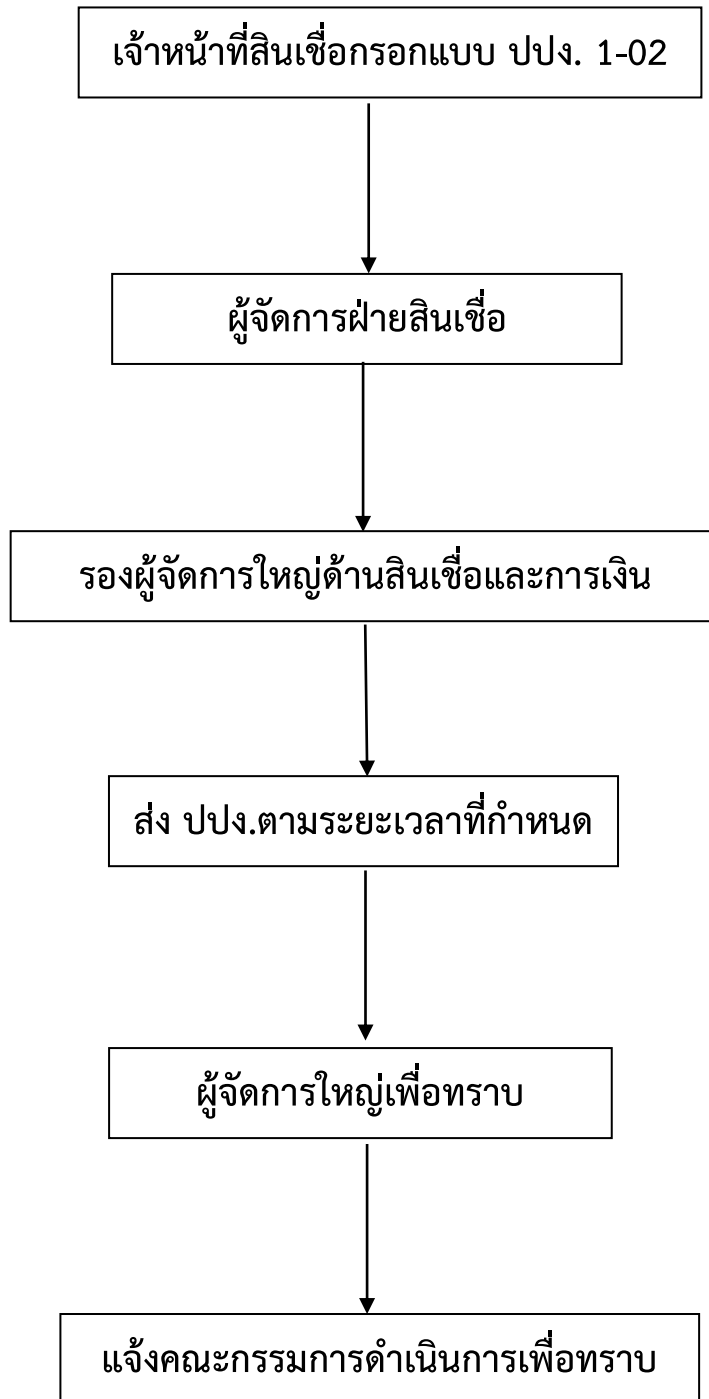 เจ้าหน้าที่สินเชื่อกรอกแบบ ปปง. 1-02
ผู้จัดการฝ่ายสินเชื่อ
รองผู้จัดการใหญ่ด้านสินเชื่อและการเงิน
ส่ง ปปง.ตามระยะเวลาที่กำหนด
ผู้จัดการใหญ่เพื่อทราบ
แจ้งคณะกรรมการดำเนินการเพื่อทราบ